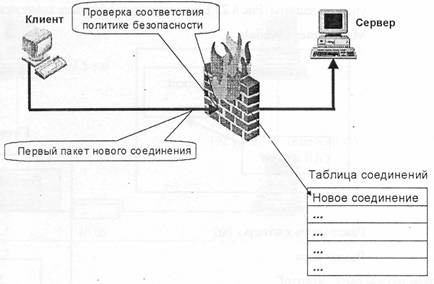 Клиент
Проверка соответствия
политике безопасности
Сервер
Первый пакет нового соединения
Таблица соединений
Новое соединение
...
...
...
...